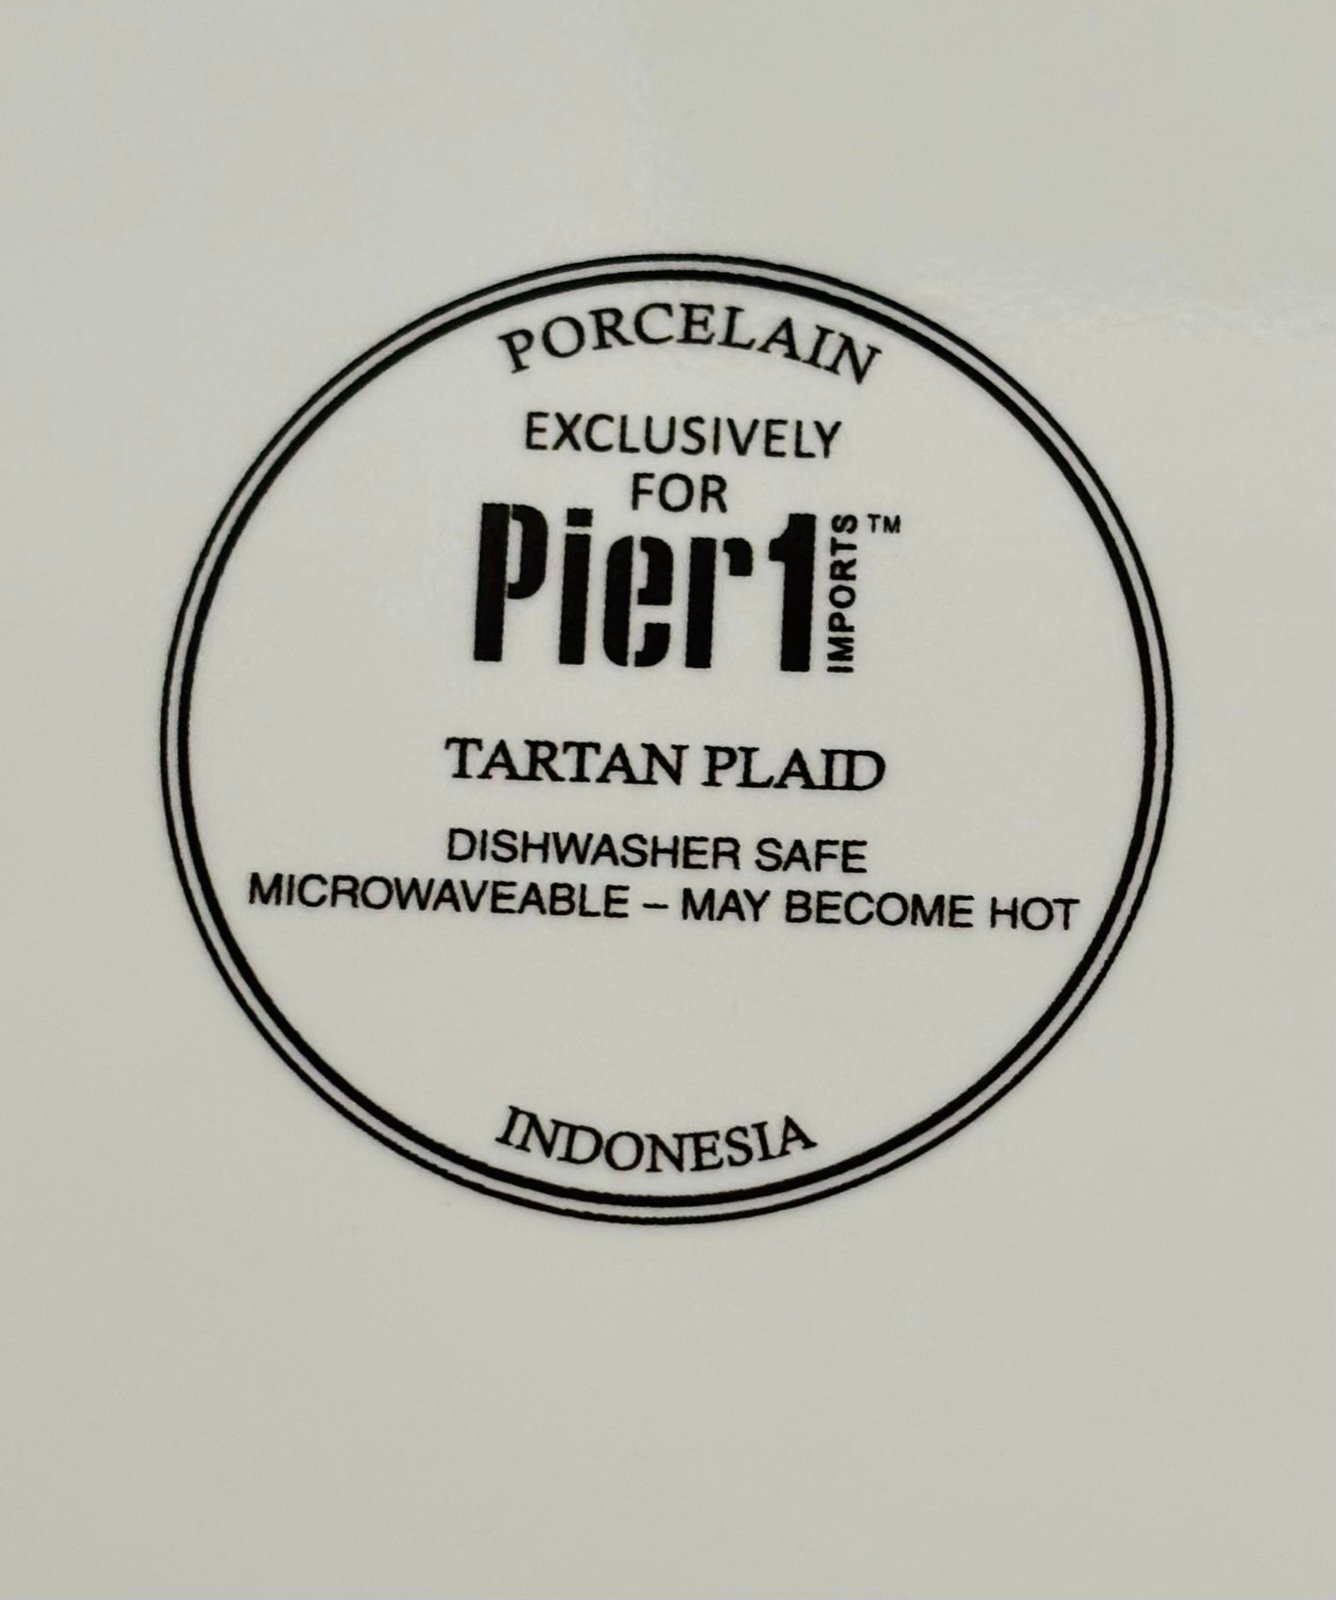 PORCELAIN
EXCLUSIVELY
FOR
Pier1 IMPORTS™
TARTAN PLAID
DISHWASHER SAFE
MICROWAVEABLE – MAY BECOME HOT
INDONESIA